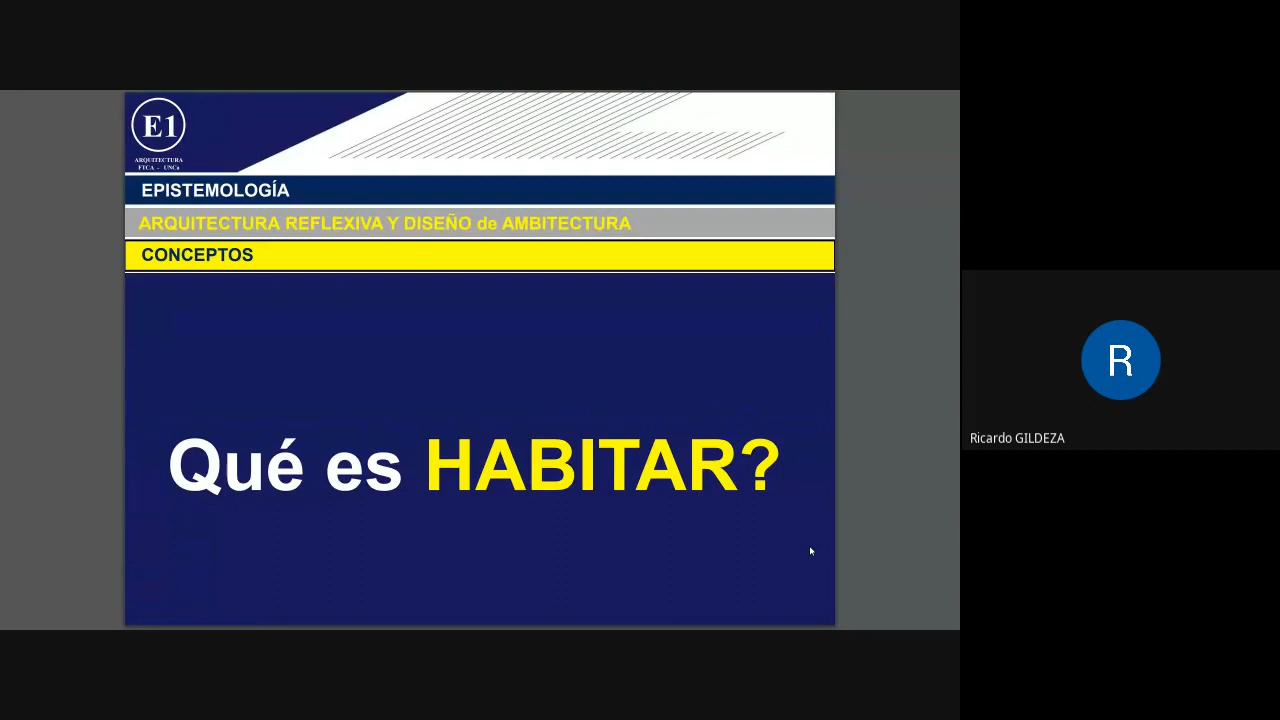 E1
ARQUITECTURA
FTCA - UNCa
EPISTEMOLOGÍA
ARQUITECTURA REFLEXIVA Y DISEÑO de AMBITECTURA
CONCEPTOS
Qué es HABITAR?
R
Ricardo GILDEZA